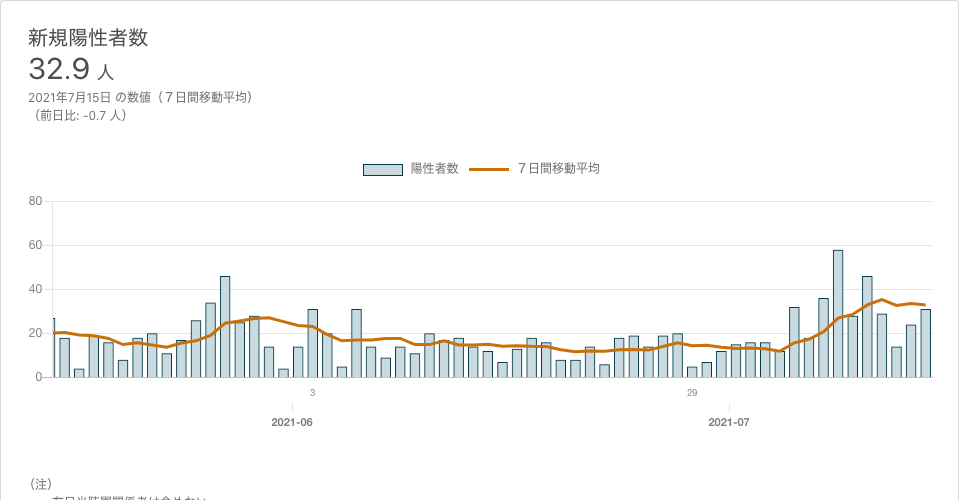 新規陽性者数
32.9 人
2021年7月15日 の数値（７日間移動平均）
（前日比: -0.7 人）
陽性者数 ７日間移動平均
80
60
40
20
0
3 29
2021-06 2021-07
（注）